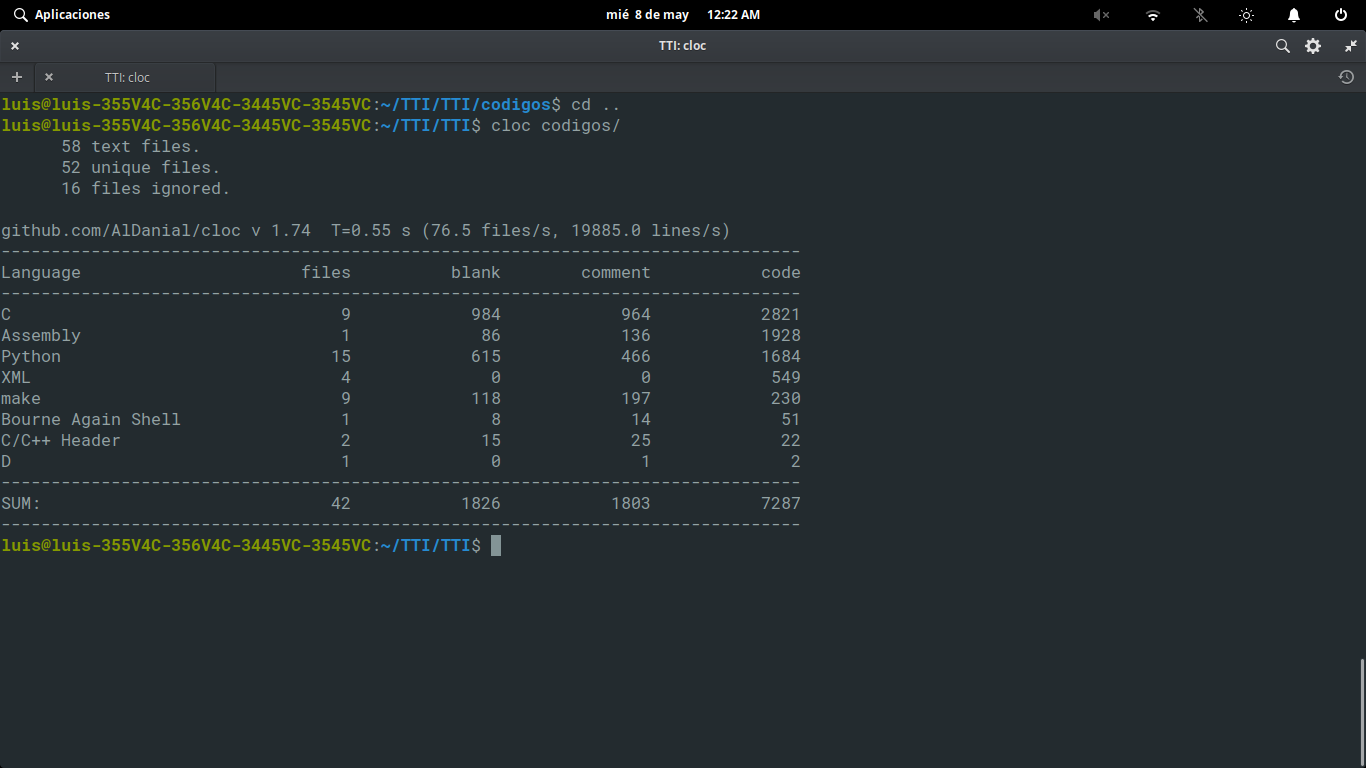 Aplicaciones mié 8 de may 12:22 AM
TTI: cloc
TTI: cloc
luis@luis-355V4C-356V4C-3445VC-3545VC:~/TTI/TTI/codigos$ cd ..
luis@luis-355V4C-356V4C-3445VC-3545VC:~/TTI/TTI$ cloc codigos/
      58 text files.
      52 unique files.
      16 files ignored.
github.com/AlDanial/cloc v 1.74  T=0.55 s (76.5 files/s, 19885.0 lines/s)
--------------------------------------------------------------------------------
Language                      files          blank        comment           code
--------------------------------------------------------------------------------
C                                 9            984            964           2821
Assembly                          1             86            136           1928
Python                           15            615            466           1684
XML                               4              0              0            549
make                              9            118            197            230
Bourne Again Shell                1              8             14             51
C/C++ Header                      2             15             25             22
D                                 1              0              1              2
--------------------------------------------------------------------------------
SUM:                             42           1826           1803           7287
--------------------------------------------------------------------------------
luis@luis-355V4C-356V4C-3445VC-3545VC:~/TTI/TTI$